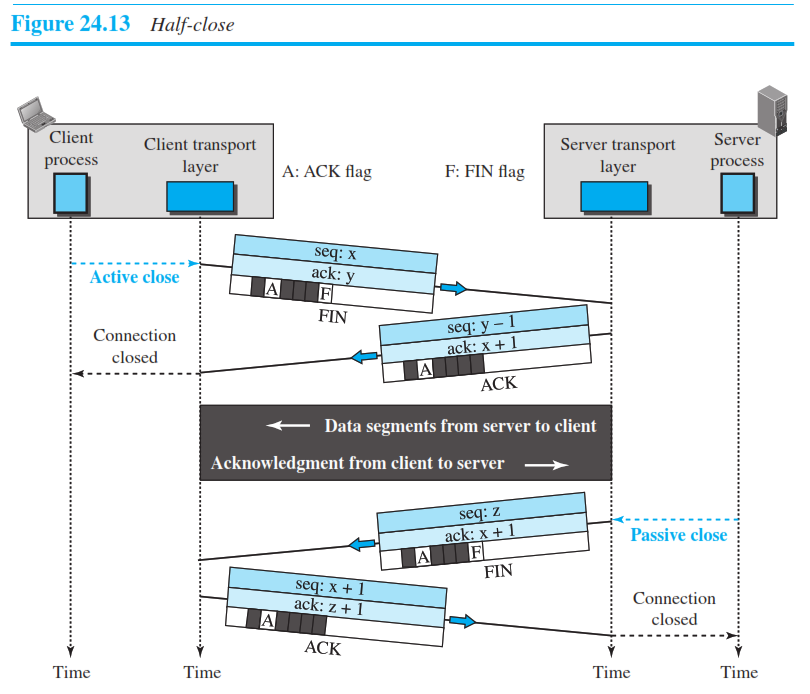 Figure 24.13 Half-close
Client process
Client transport layer
A: ACK flag
F: FIN flag
Server transport layer
Server process
Active close
seq: x
ack: y
A F
FIN
Connection closed
seq: y – 1
ack: x + 1
A
ACK
Data segments from server to client
Acknowledgment from client to server
seq: z
ack: x + 1
A F
FIN
Passive close
seq: x + 1
ack: z + 1
A
ACK
Connection closed
Time
Time
Time
Time